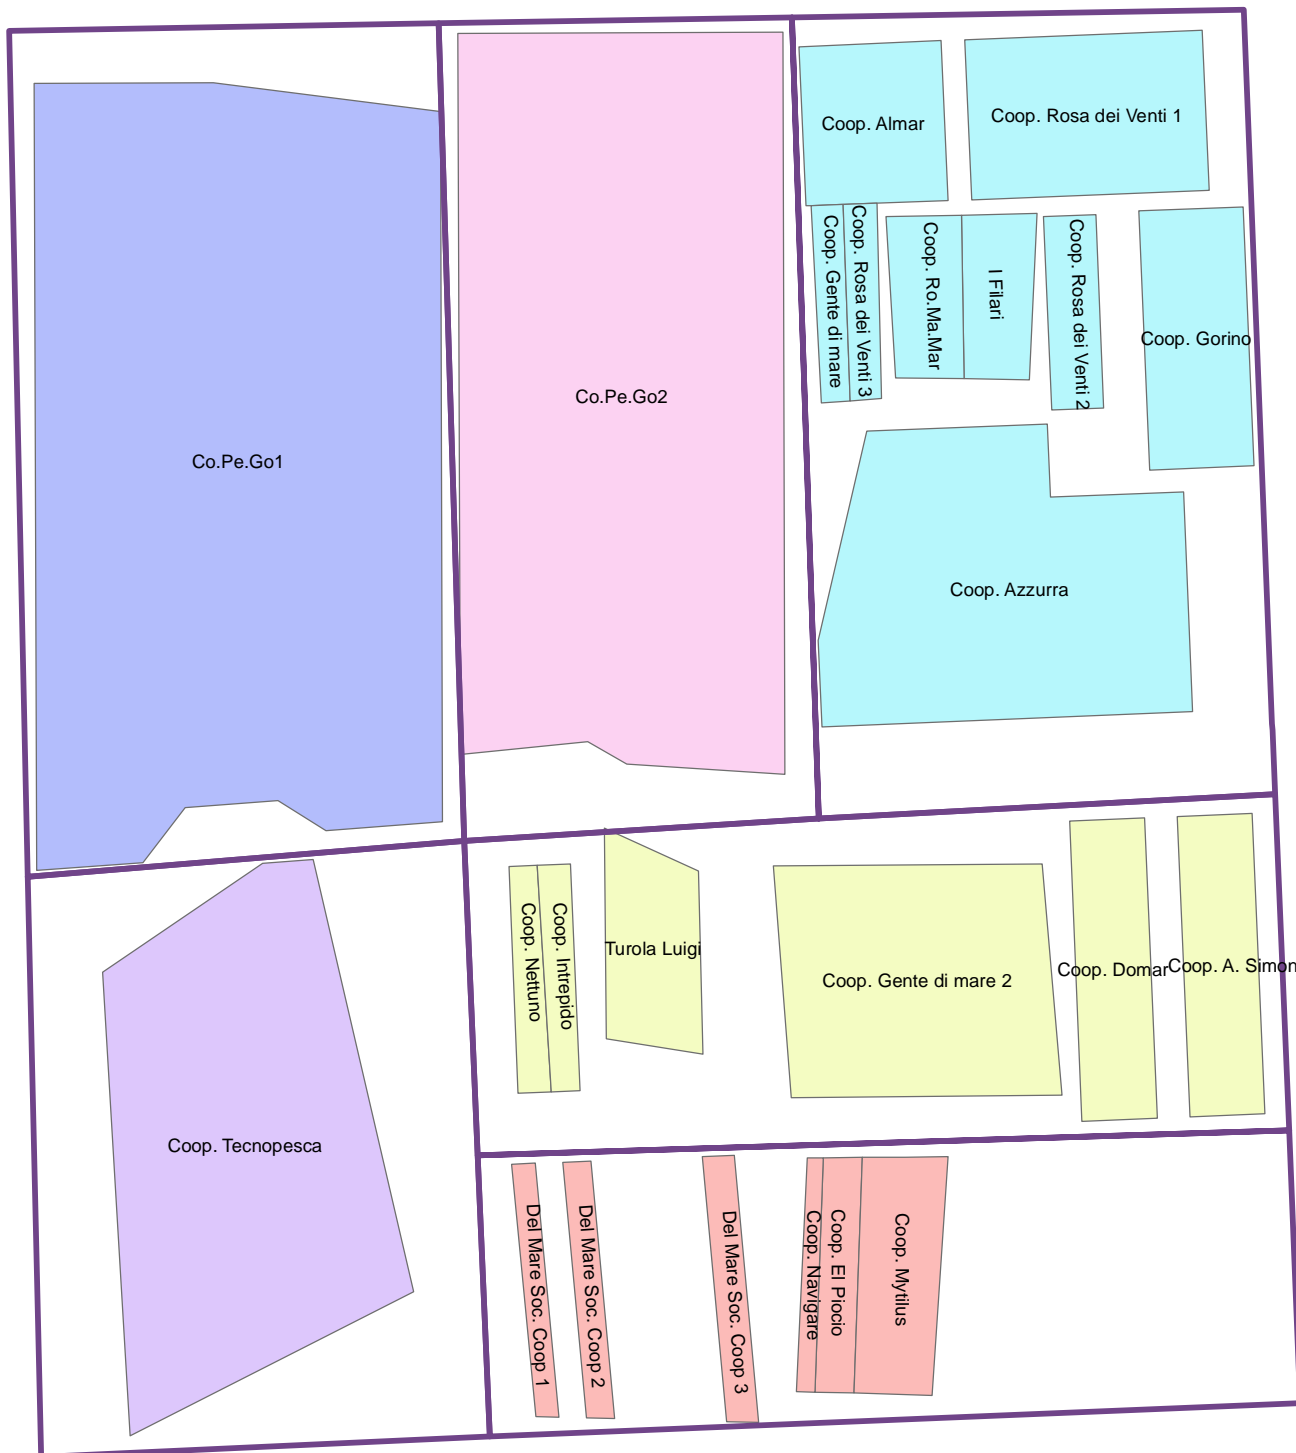 Coop. Almar
Coop. Rosa dei Venti 1
Coop. Gente di mare
Coop. Rosa dei Venti 3
Coop. Ro.Ma.Mar
I Filari
Coop. Rosa dei Venti 2
Coop. Gorino
Co.Pe.Go2
Co.Pe.Go1
Coop. Azzurra
Coop. Nettuno
Coop. Intrepido
Turola Luigi
Coop. Gente di mare 2
Coop. Domar
Coop. A. Simon
Coop. Tecnopesca
Del Mare Soc. Coop 1
Del Mare Soc. Coop 2
Del Mare Soc. Coop 3
Coop. Navigare
Coop. El Piocio
Coop. Mytilus